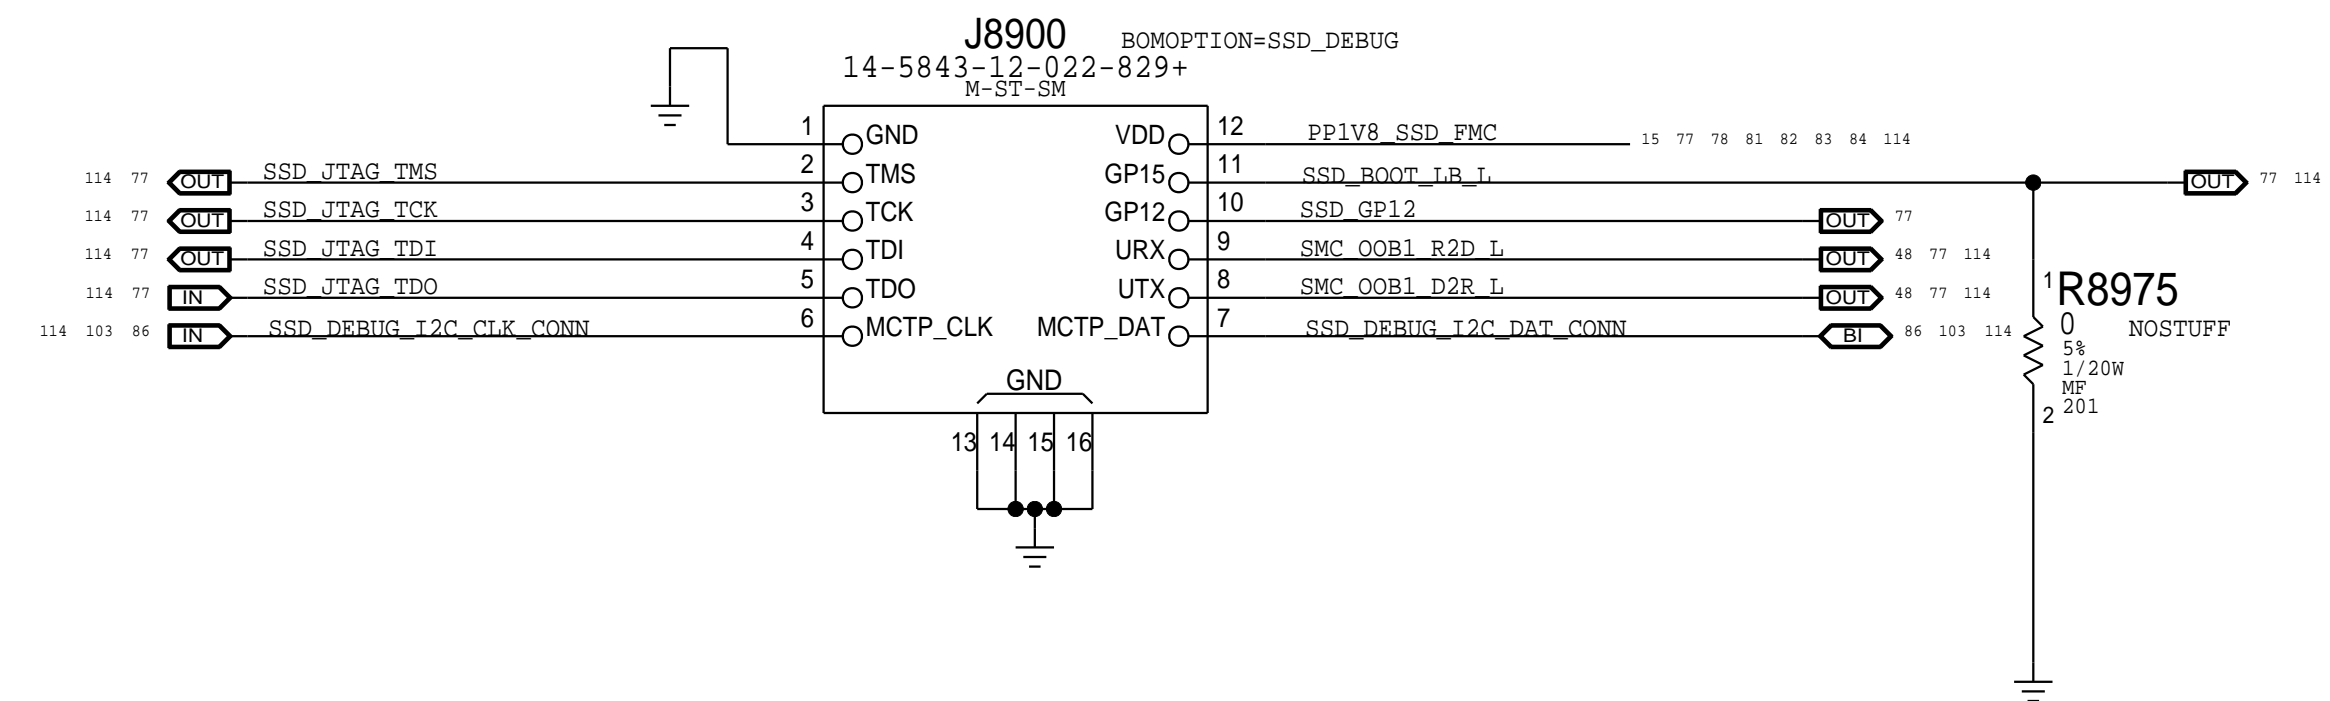 J8900 BOMOPTION=SSD_DEBUG
14-5843-12-022-829+
M-ST-SM
1 GND VDD 12 PP1V8_SSD_FMC 15 77 78 81 82 83 84 114
114 77 OUT SSD_JTAG_TMS 2 TMS GP15 11 SSD_BOOT_LB_L OUT 77 114
114 77 OUT SSD_JTAG_TCK 3 TCK GP12 10 SSD_GP12 OUT 77
114 77 OUT SSD_JTAG_TDI 4 TDI URX 9 SMC_OOB1_R2D_L OUT 48 77 114
114 77 IN SSD_JTAG_TDO 5 TDO UTX 8 SMC_OOB1_D2R_L OUT 48 77 114
114 103 86 IN SSD_DEBUG_I2C_CLK_CONN 6 MCTP_CLK MCTP_DAT 7 SSD_DEBUG_I2C_DAT_CONN BI 86 103 114
GND
13 14 15 16
1 R8975
0 NOSTUFF
5%
1/20W
MF
201
2